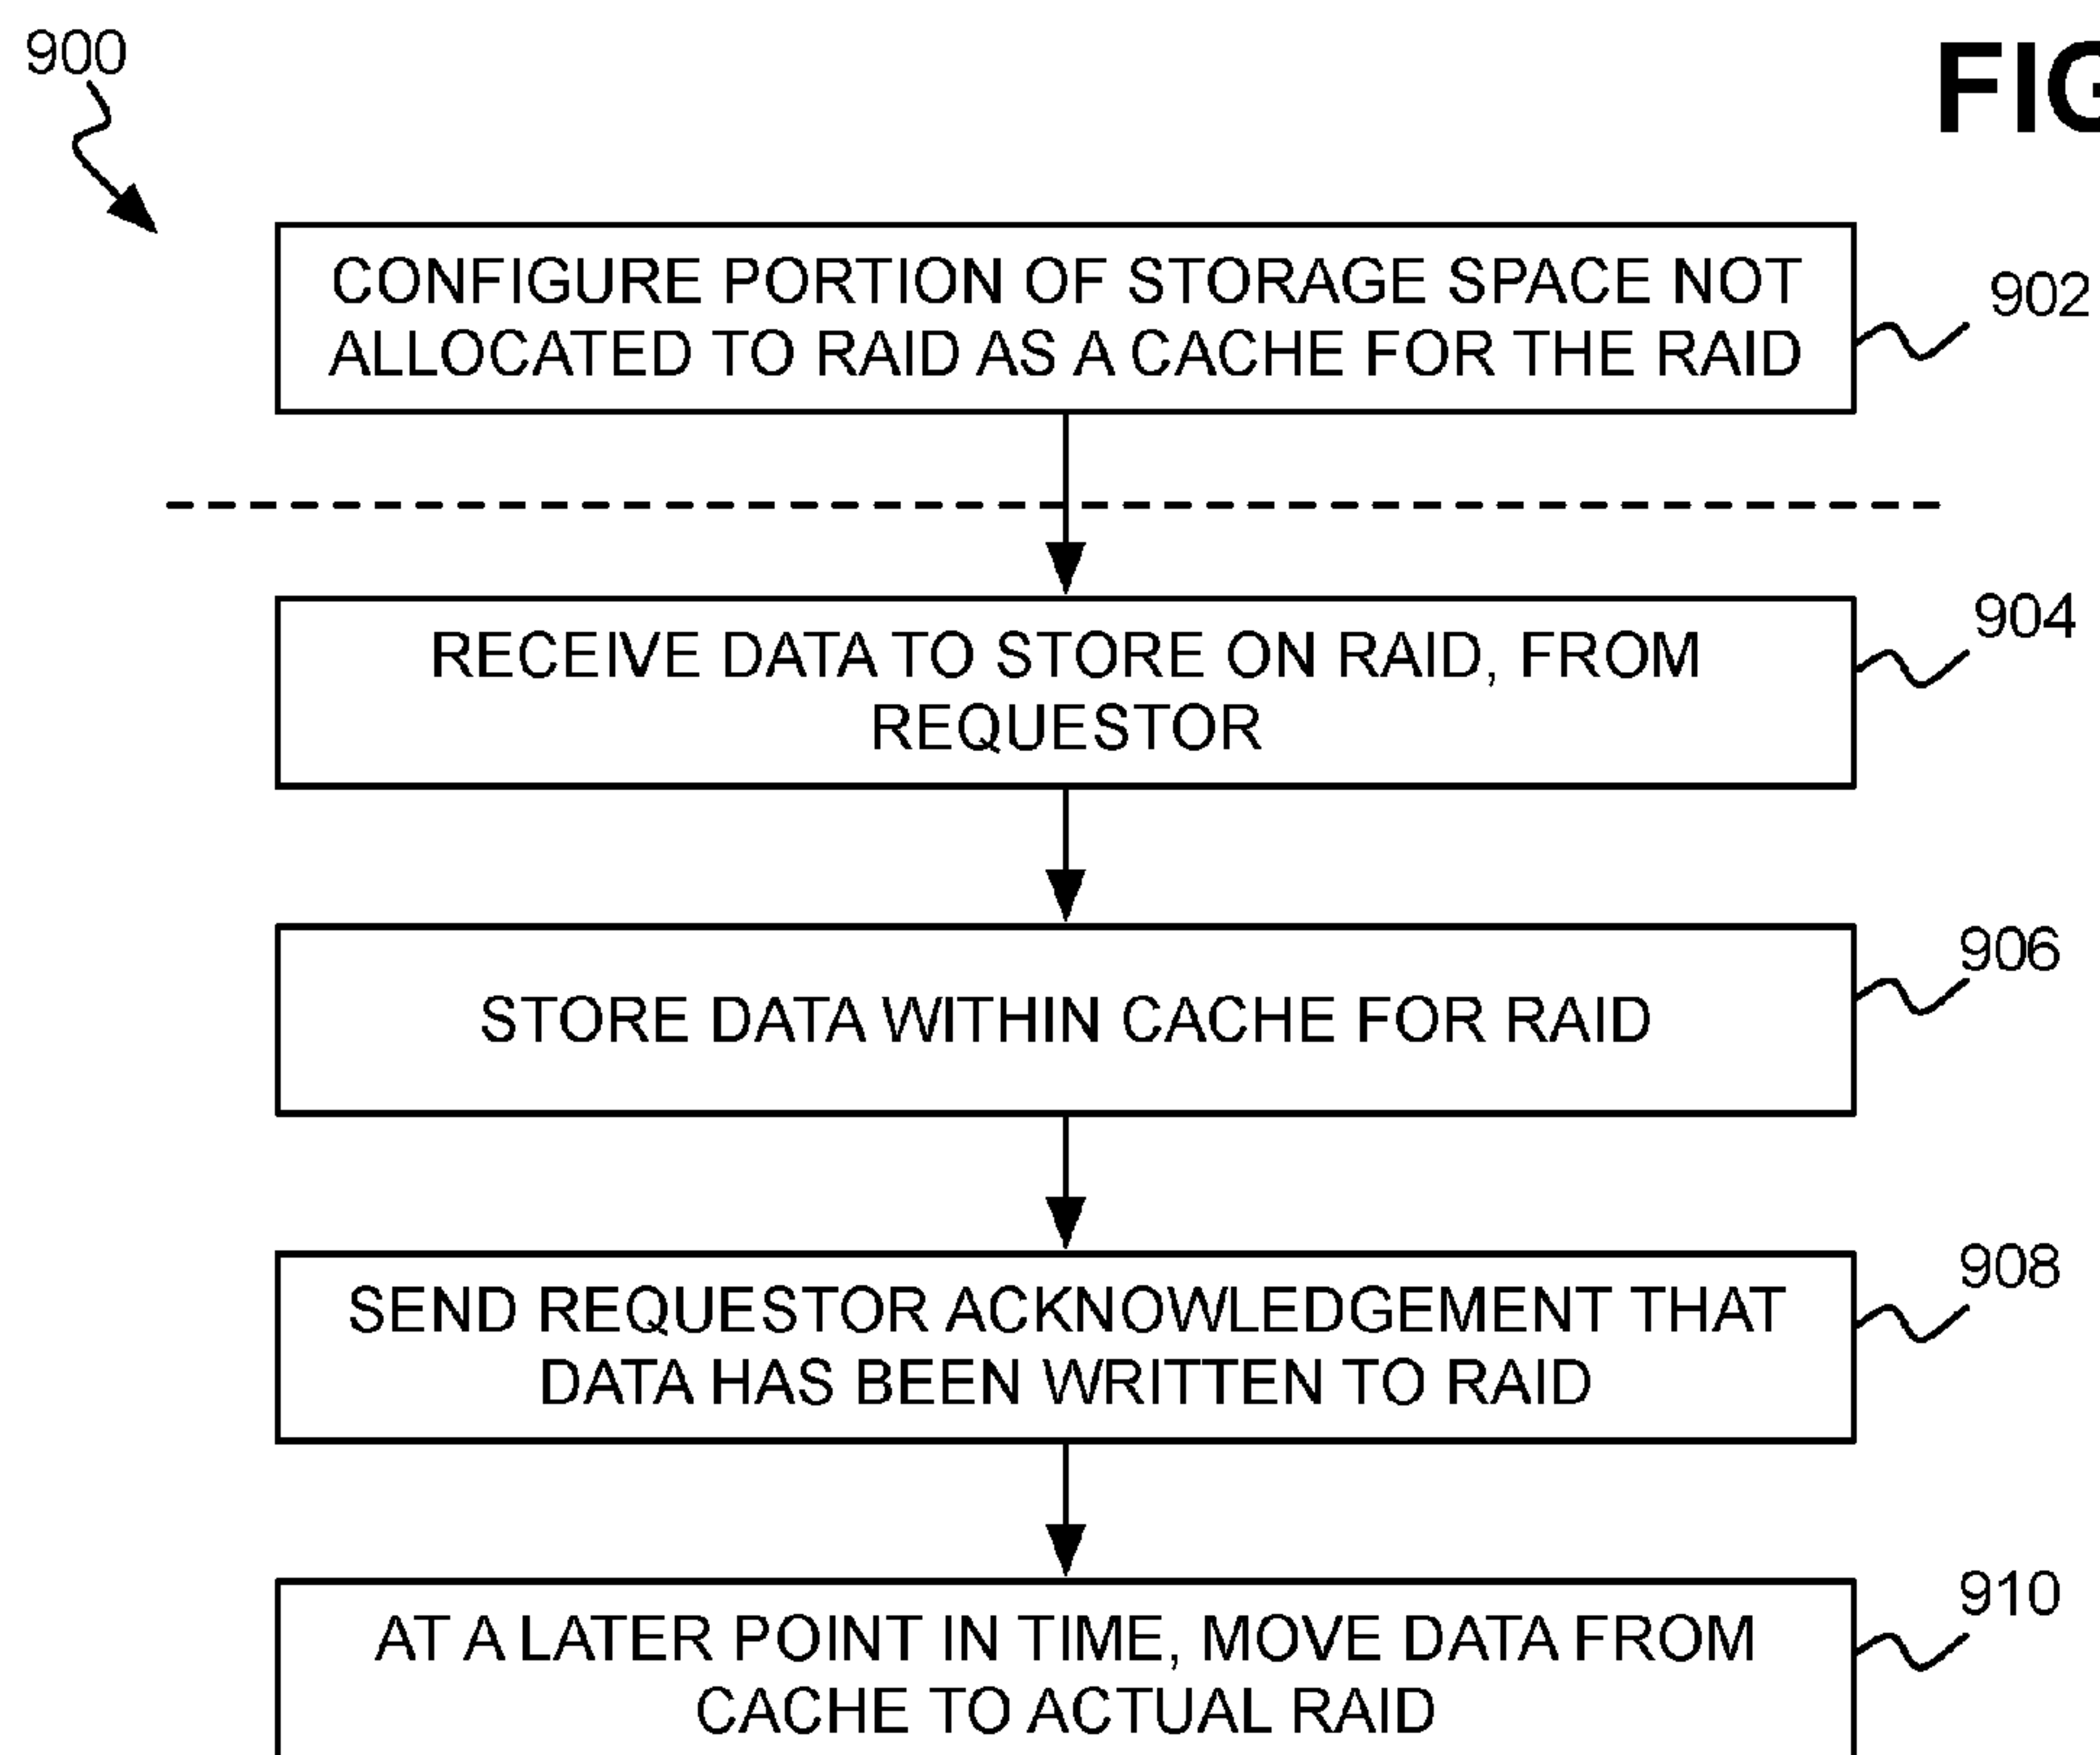 900
FIG
CONFIGURE PORTION OF STORAGE SPACE NOT
ALLOCATED TO RAID AS A CACHE FOR THE RAID
902
RECEIVE DATA TO STORE ON RAID, FROM
REQUESTOR
904
STORE DATA WITHIN CACHE FOR RAID
906
SEND REQUESTOR ACKNOWLEDGEMENT THAT
DATA HAS BEEN WRITTEN TO RAID
908
AT A LATER POINT IN TIME, MOVE DATA FROM
CACHE TO ACTUAL RAID
910